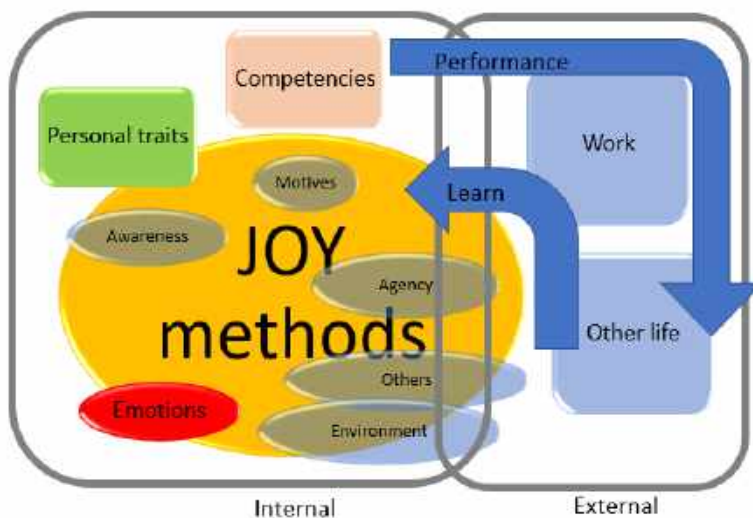 Competencies
Performance
Personal traits
Work
Motives
Learn
Awareness
JOY
methods
Agency
Other life
Others
Emotions
Environment
Internal
External